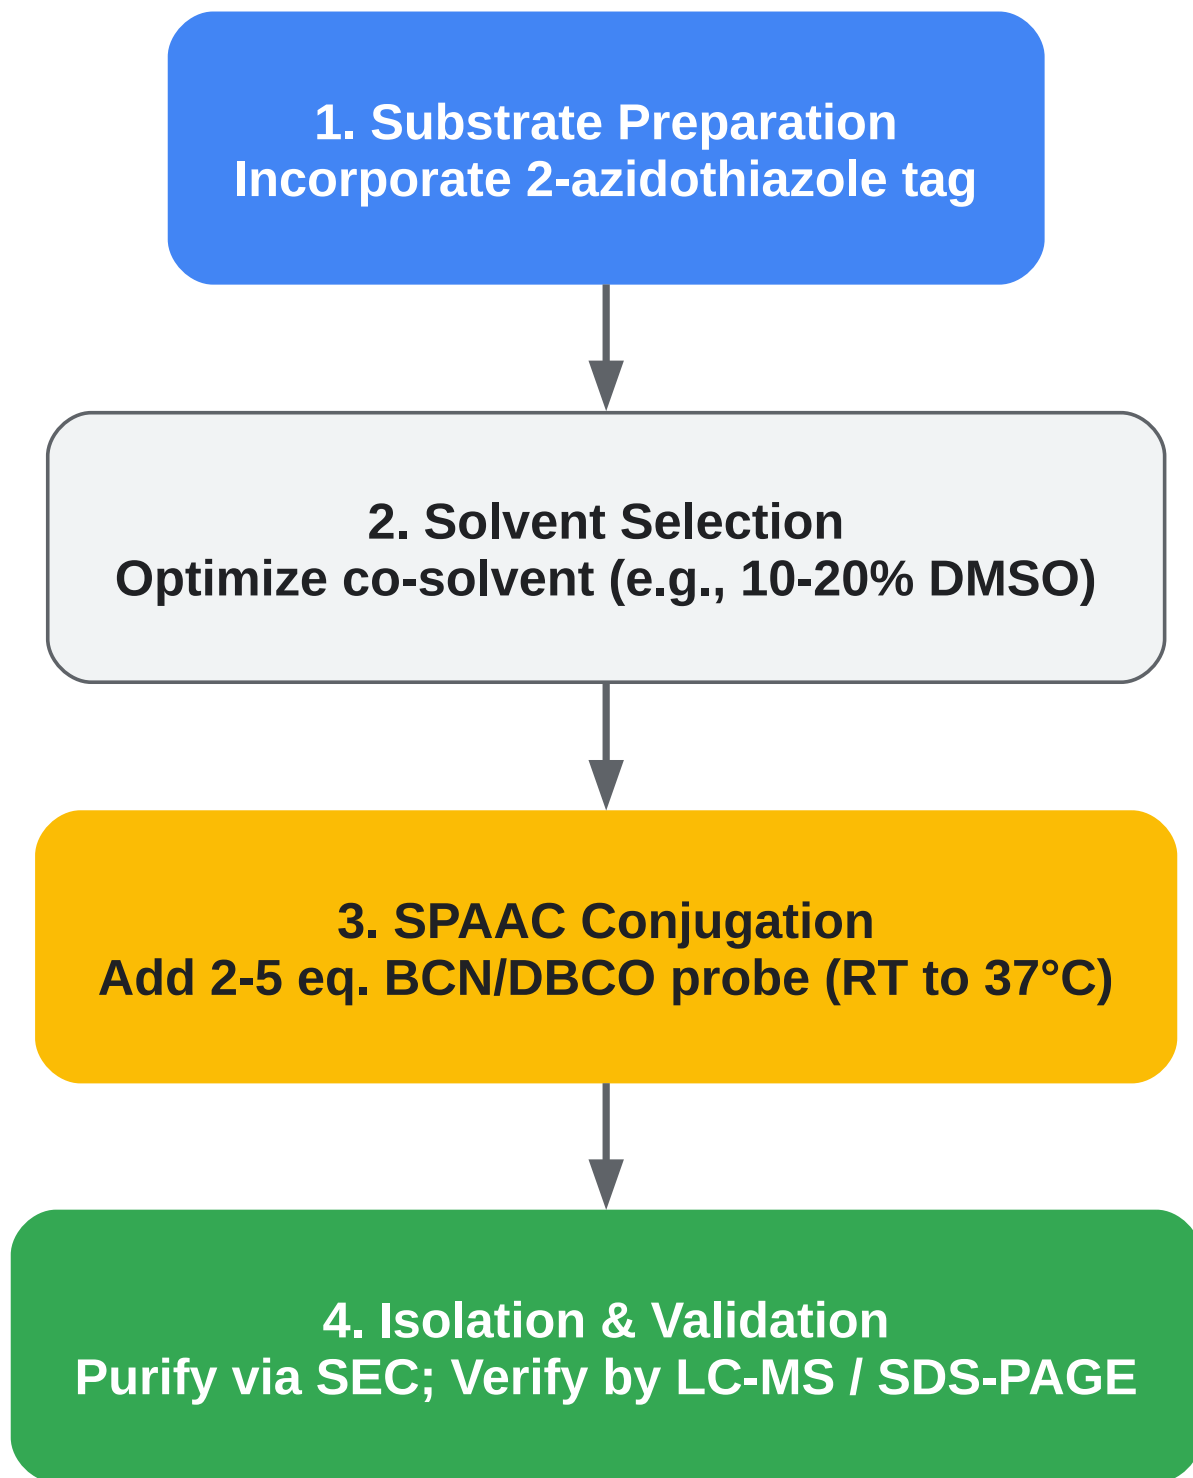 1. Substrate Preparation
Incorporate 2-azidothiazole tag
2. Solvent Selection
Optimize co-solvent (e.g., 10-20% DMSO)
3. SPAAC Conjugation
Add 2-5 eq. BCN/DBCO probe (RT to 37°C)
4. Isolation & Validation
Purify via SEC; Verify by LC-MS / SDS-PAGE